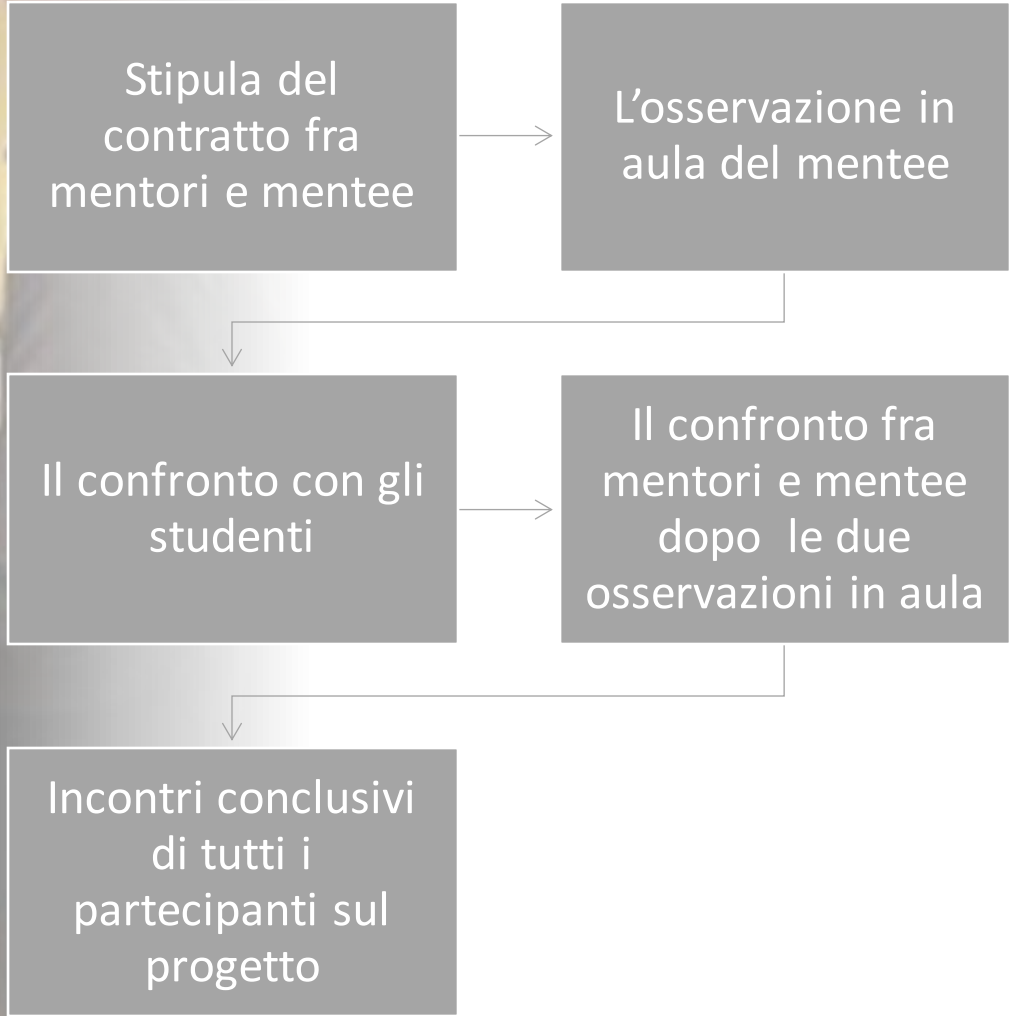 Stipula del
contratto fra
mentori e mentee
L'osservazione in
aula del mentee
Il confronto con gli
studenti
Il confronto fra
mentori e mentee
dopo le due
osservazioni in aula
Incontri conclusivi
di tutti i
partecipanti sul
progetto